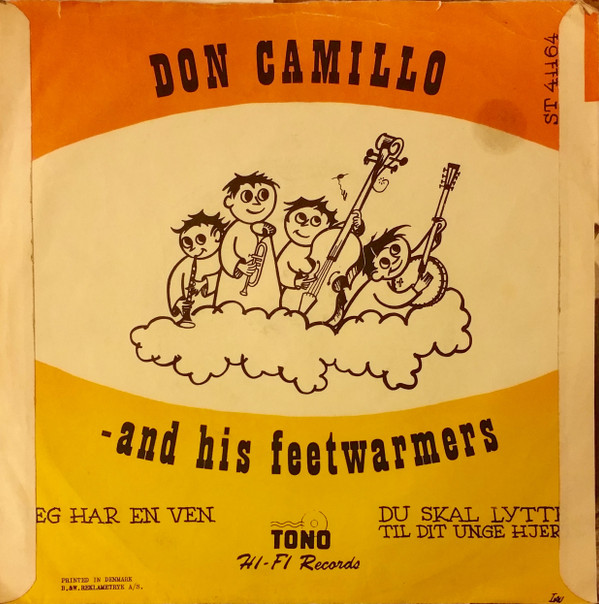 DON CAMILLO
ST 41164
-and his feetwarmers
EG HAR EN VEN
DU SKAL LYTT
TIL DIT UNGE HJER
TONO
HI-FI Records
PRINTED IN DENMARK
B.&W. REKLAMETRYK A/S.